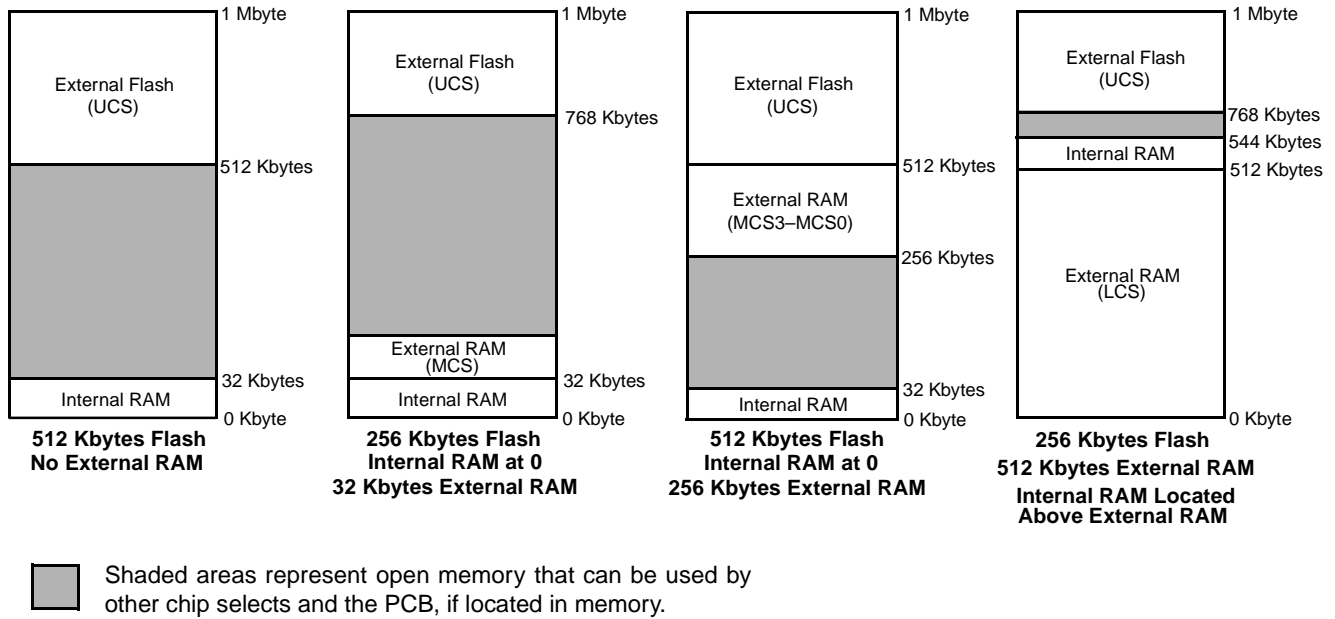 1 Mbyte
External Flash
(UCS)
512 Kbytes
32 Kbytes
Internal RAM
0 Kbyte
512 Kbytes Flash
No External RAM
1 Mbyte
External Flash
(UCS)
768 Kbytes
External RAM
(MCS)
32 Kbytes
Internal RAM
0 Kbyte
256 Kbytes Flash
Internal RAM at 0
32 Kbytes External RAM
1 Mbyte
External Flash
(UCS)
512 Kbytes
External RAM
(MCS3–MCS0)
256 Kbytes
32 Kbytes
Internal RAM
0 Kbyte
512 Kbytes Flash
Internal RAM at 0
256 Kbytes External RAM
1 Mbyte
External Flash
(UCS)
768 Kbytes
544 Kbytes
Internal RAM
512 Kbytes
External RAM
(LCS)
0 Kbyte
256 Kbytes Flash
512 Kbytes External RAM
Internal RAM Located
Above External RAM
Shaded areas represent open memory that can be used by
other chip selects and the PCB, if located in memory.